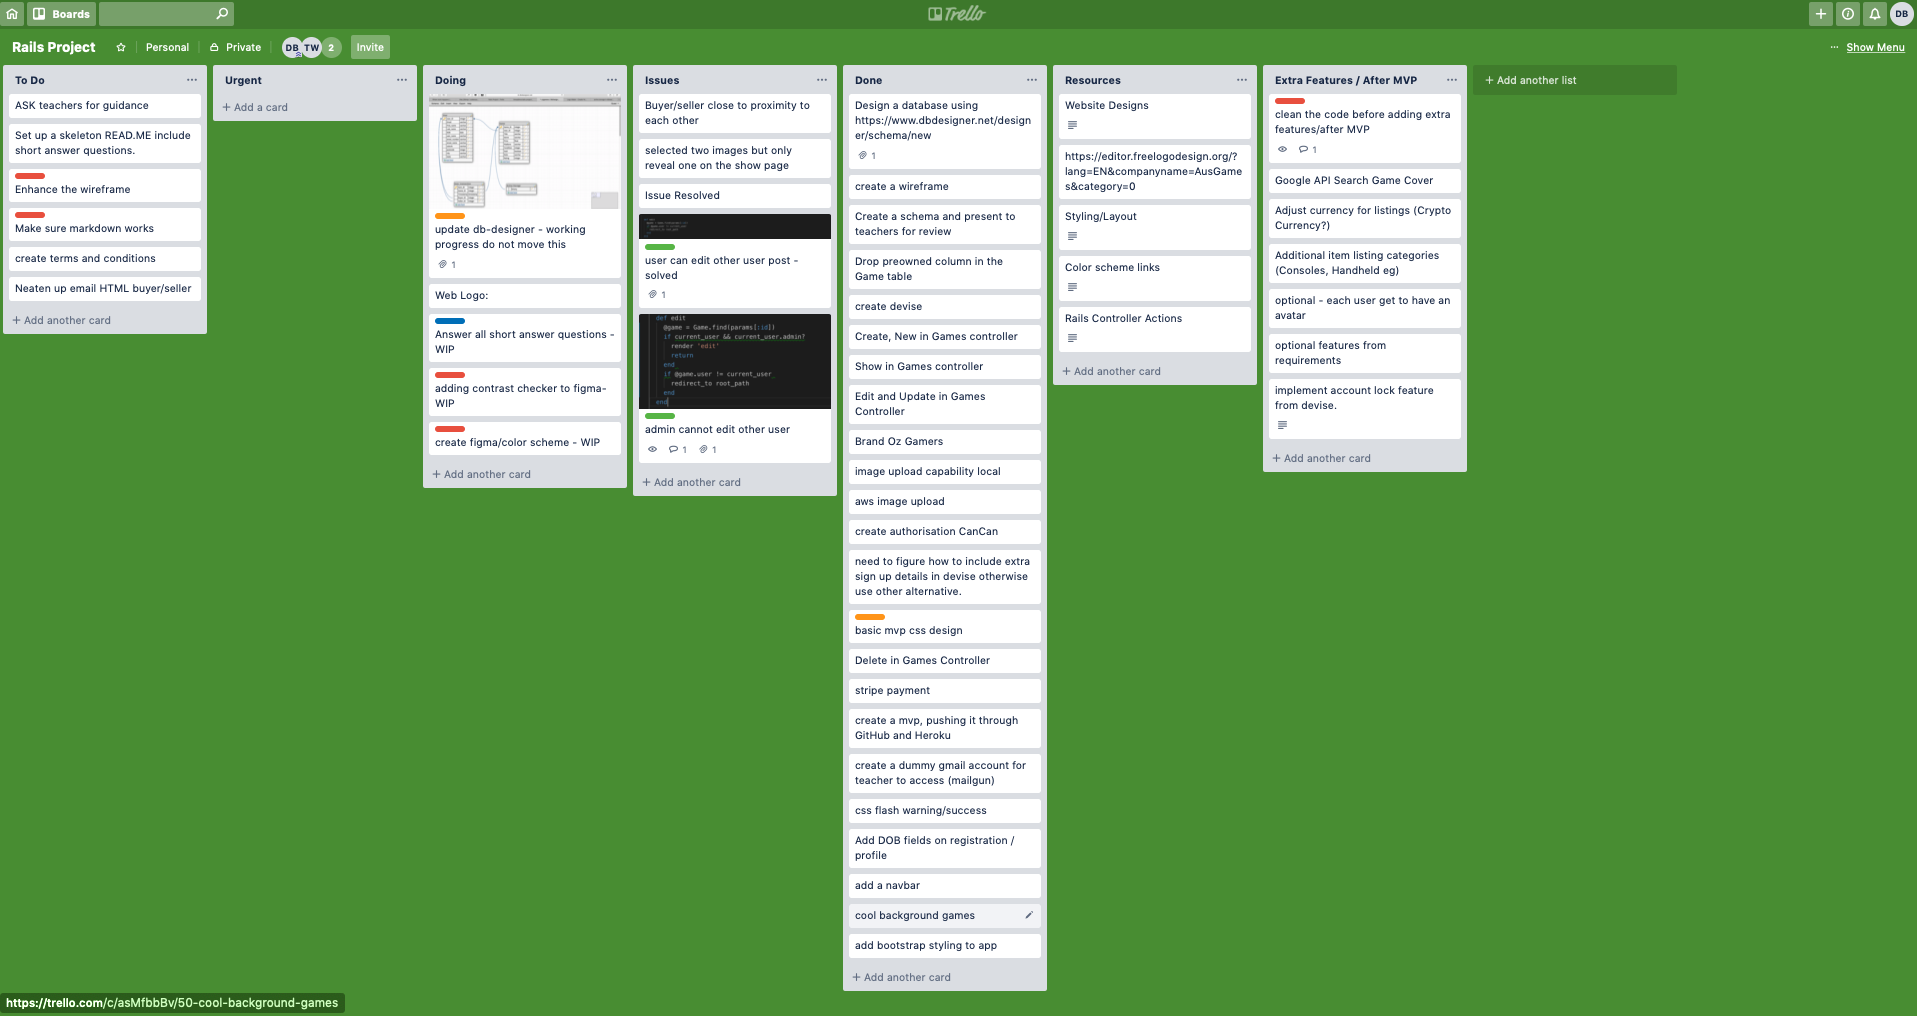 Boards
Trello
DB
Rails Project
Personal
Private
DB
TW
2
Invite
Show Menu
To Do
ASK teachers for guidance
Set up a skeleton READ.ME include
short answer questions.
Enhance the wireframe
Make sure markdown works
create terms and conditions
Neaten up email HTML buyer/seller
+ Add another card
Urgent
+ Add a card
Doing
update db-designer - working
progress do not move this
1
Web Logo:
Answer all short answer questions -
WIP
adding contrast checker to figma-
WIP
create figma/color scheme - WIP
+ Add another card
Issues
Buyer/seller close to proximity to
each other
selected two images but only
reveal one on the show page
Issue Resolved
user can edit other user post -
solved
1
def edit
@game = Game.find(params[:id])
if current_user && current_user.admin?
render 'edit'
return
end
if @game.user != current_user
redirect_to root_path
end
end
admin cannot edit other user
1
1
+ Add another card
Done
Design a database using
https://www.dbdesigner.net/design
er/schema/new
1
create a wireframe
Create a schema and present to
teachers for review
Drop preowned column in the
Game table
create devise
Create, New in Games controller
Show in Games controller
Edit and Update in Games
Controller
Brand Oz Gamers
image upload capability local
aws image upload
create authorisation CanCan
need to figure how to include extra
sign up details in devise otherwise
use other alternative.
basic mvp css design
Delete in Games Controller
stripe payment
create a mvp, pushing it through
GitHub and Heroku
create a dummy gmail account for
teacher to access (mailgun)
css flash warning/success
Add DOB fields on registration /
profile
add a navbar
cool background games
add bootstrap styling to app
+ Add another card
Resources
Website Designs
https://editor.freelogodesign.org/?
lang=EN&companyname=AusGame
s&category=0
Styling/Layout
Color scheme links
Rails Controller Actions
+ Add another card
Extra Features / After MVP
clean the code before adding extra
features/after MVP
1
Google API Search Game Cover
Adjust currency for listings (Crypto
Currency?)
Additional item listing categories
(Consoles, Handheld eg)
optional - each user get to have an
avatar
optional features from
requirements
implement account lock feature
from devise.
+ Add another card
+ Add another list
https://trello.com/c/asMfbbBv/50-cool-background-games